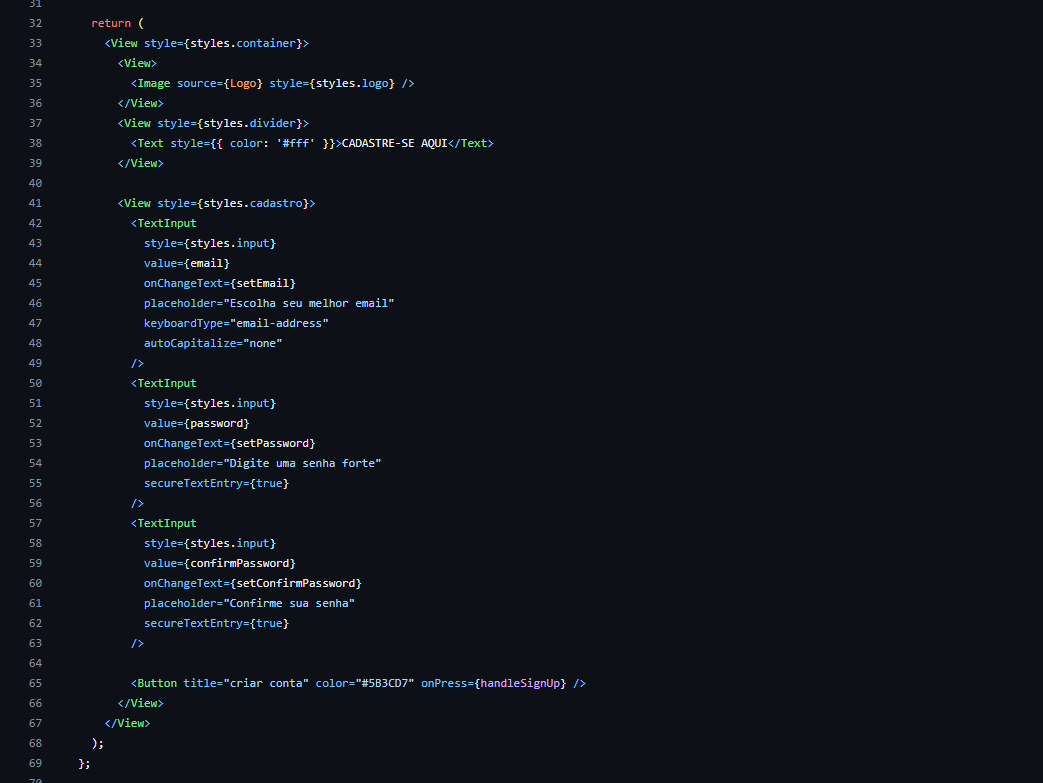 31
32 return (
33 <View style={styles.container}>
34 <View>
35 <Image source={Logo} style={styles.logo} />
36 </View>
37 <View style={styles.divider}>
38 <Text style={{ color: '#fff' }}>CADASTRE-SE AQUI</Text>
39 </View>
40
41 <View style={styles.cadastro}>
42 <TextInput
43 style={styles.input}
44 value={email}
45 onChangeText={setEmail}
46 placeholder="Escolha seu melhor email"
47 keyboardType="email-address"
48 autoCapitalize="none"
49 />
50 <TextInput
51 style={styles.input}
52 value={password}
53 onChangeText={setPassword}
54 placeholder="Digite uma senha forte"
55 secureTextEntry={true}
56 />
57 <TextInput
58 style={styles.input}
59 value={confirmPassword}
60 onChangeText={setConfirmPassword}
61 placeholder="Confirme sua senha"
62 secureTextEntry={true}
63 />
64
65 <Button title="criar conta" color="#5B3CD7" onPress={handleSignUp} />
66 </View>
67 </View>
68 );
69 };
70